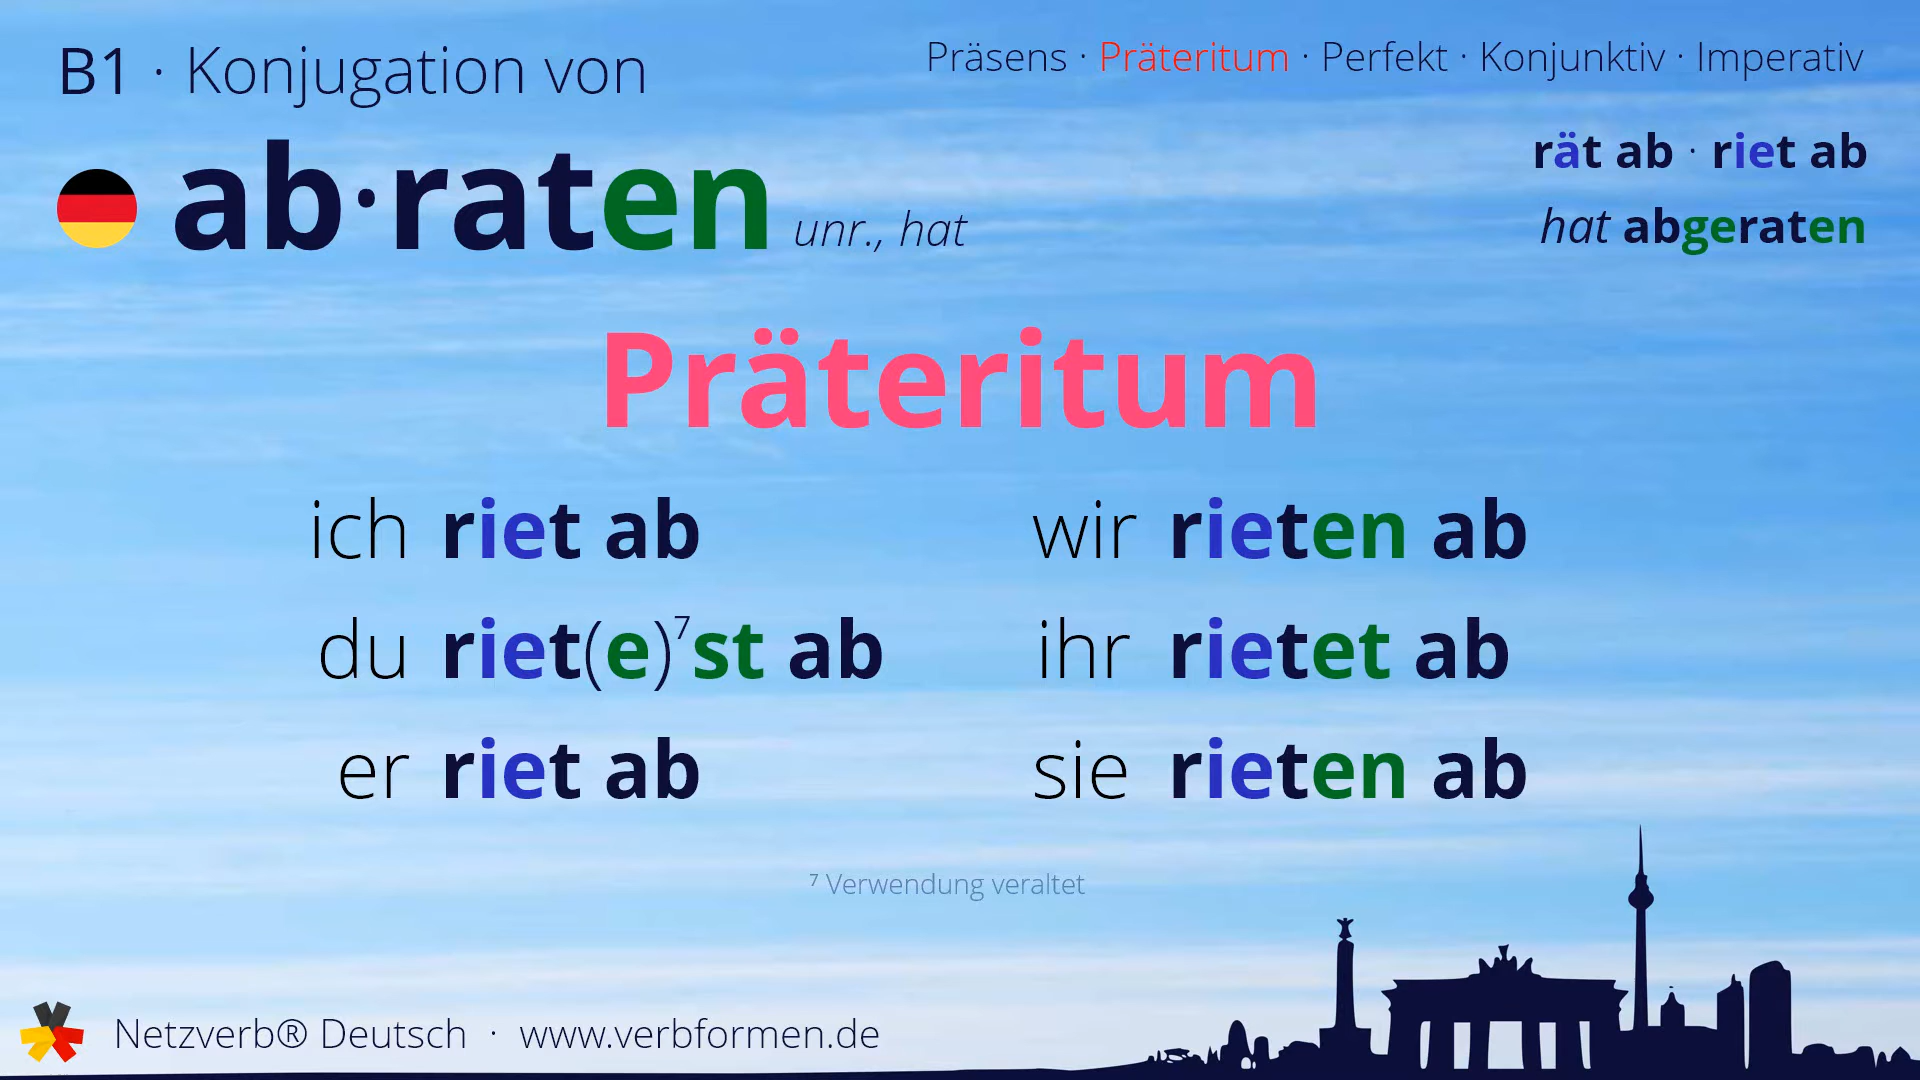 B1 · Konjugation von
Präsens · Präteritum · Perfekt · Konjunktiv · Imperativ
ab·raten unr., hat
rät ab · riet ab
hat abgeraten
Präteritum
ich riet ab
du riet(e)⁷st ab
er riet ab
wir rieten ab
ihr rietet ab
sie rieten ab
⁷ Verwendung veraltet
Netzverb® Deutsch · www.verbformen.de